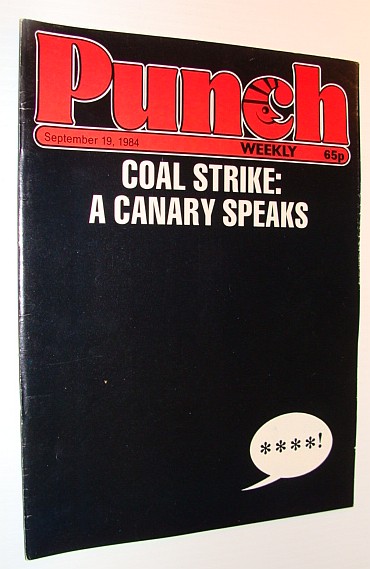 Punch
September 19, 1984 WEEKLY 65p
COAL STRIKE:
A CANARY SPEAKS
****!